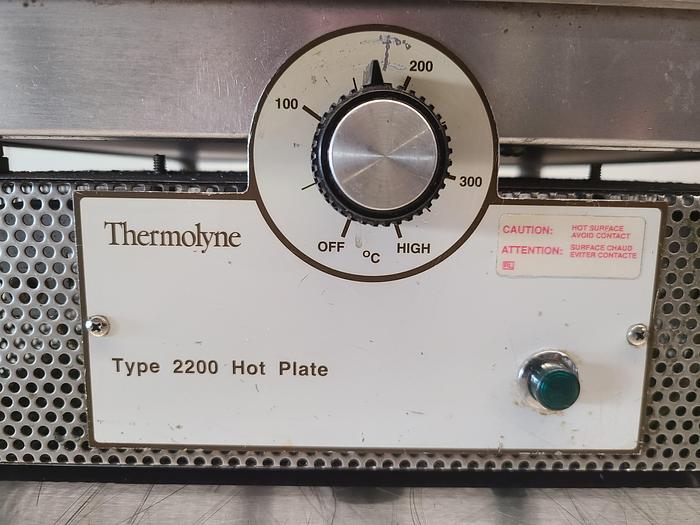 200
100
300
OFF
HIGH
°C
Thermolyne
CAUTION: HOT SURFACE
AVOID CONTACT
ATTENTION: SURFACE CHAUD
EVITER CONTACTE
Type 2200 Hot Plate